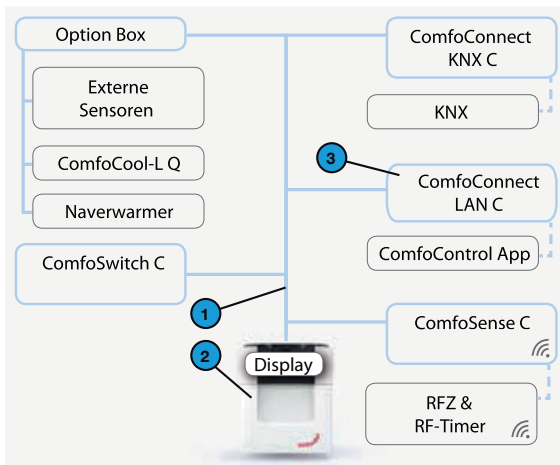 Option Box
Externe
Sensoren
ComfoCool-L Q
Naverwarmer
ComfoSwitch C
ComfoConnect
KNX C
KNX
3
ComfoConnect
LAN C
ComfoControl App
1
2
Display
ComfoSense C
RFZ &
RF-Timer